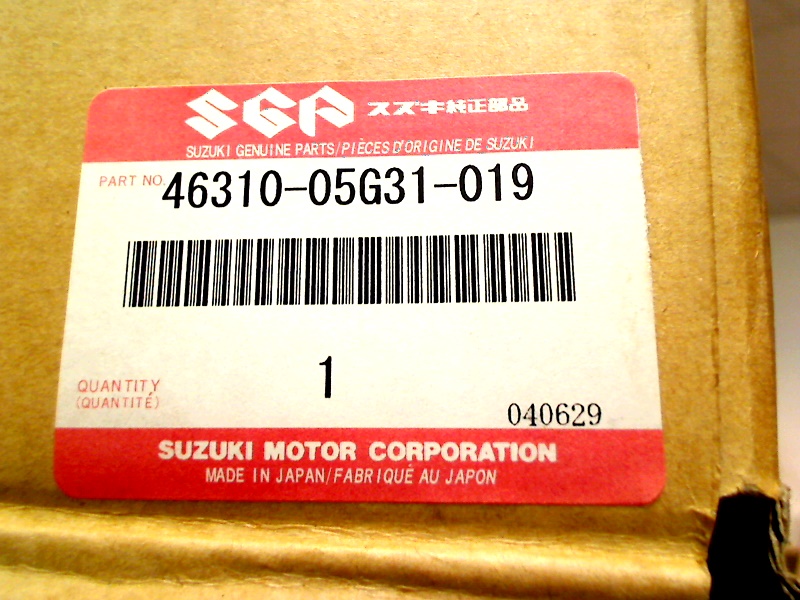 SGP スズキ純正部品
SUZUKI GENUINE PARTS/PIÈCES D'ORIGINE DE SUZUKI
PART NO. 46310-05G31-019
1
QUANTITY
(QUANTITÉ)
040629
SUZUKI MOTOR CORPORATION
MADE IN JAPAN/FABRIQUÉ AU JAPON